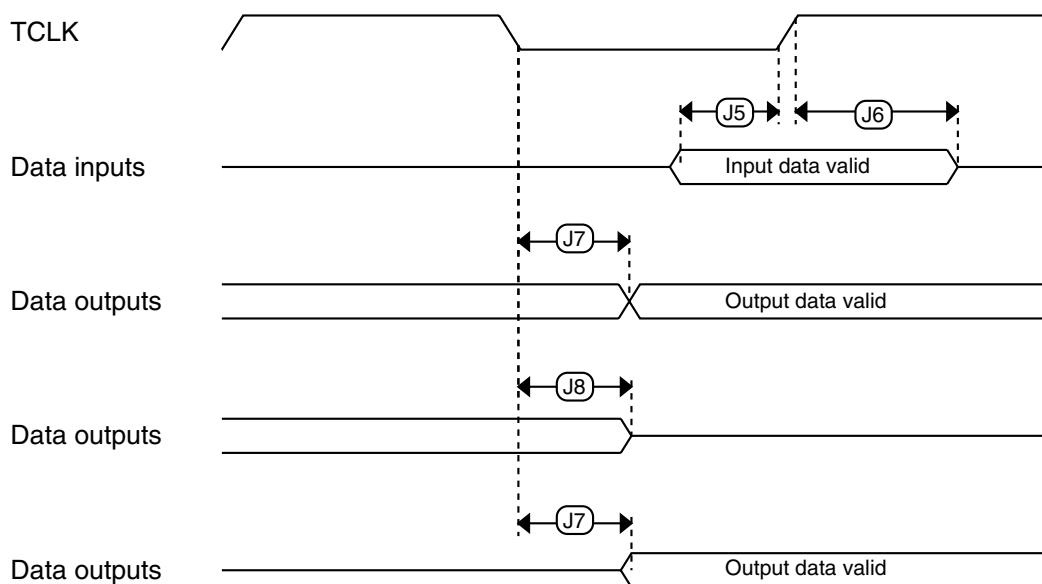 TCLK
J5
J6
Data inputs
Input data valid
J7
Data outputs
Output data valid
J8
Data outputs
J7
Data outputs
Output data valid